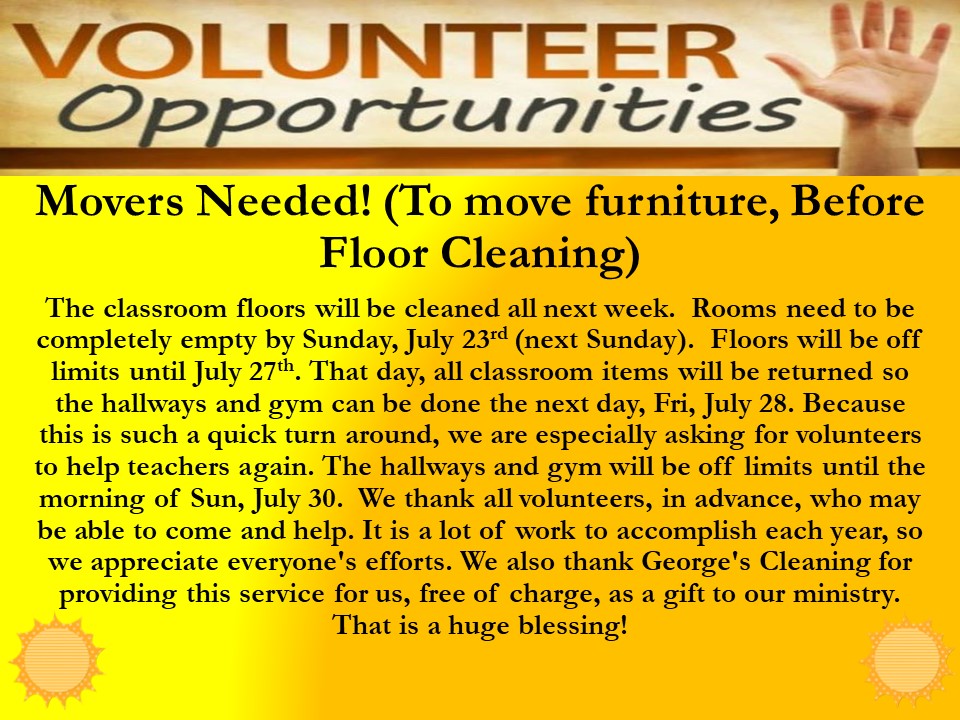 VOLUNTEER
Opportunities
Movers Needed! (To move furniture, Before
Floor Cleaning)
The classroom floors will be cleaned all next week.  Rooms need to be
completely empty by Sunday, July 23rd (next Sunday).  Floors will be off
limits until July 27th. That day, all classroom items will be returned so
the hallways and gym can be done the next day, Fri, July 28. Because
this is such a quick turn around, we are especially asking for volunteers
to help teachers again. The hallways and gym will be off limits until the
morning of Sun, July 30.  We thank all volunteers, in advance, who may
be able to come and help. It is a lot of work to accomplish each year, so
we appreciate everyone's efforts. We also thank George's Cleaning for
providing this service for us, free of charge, as a gift to our ministry.
That is a huge blessing!